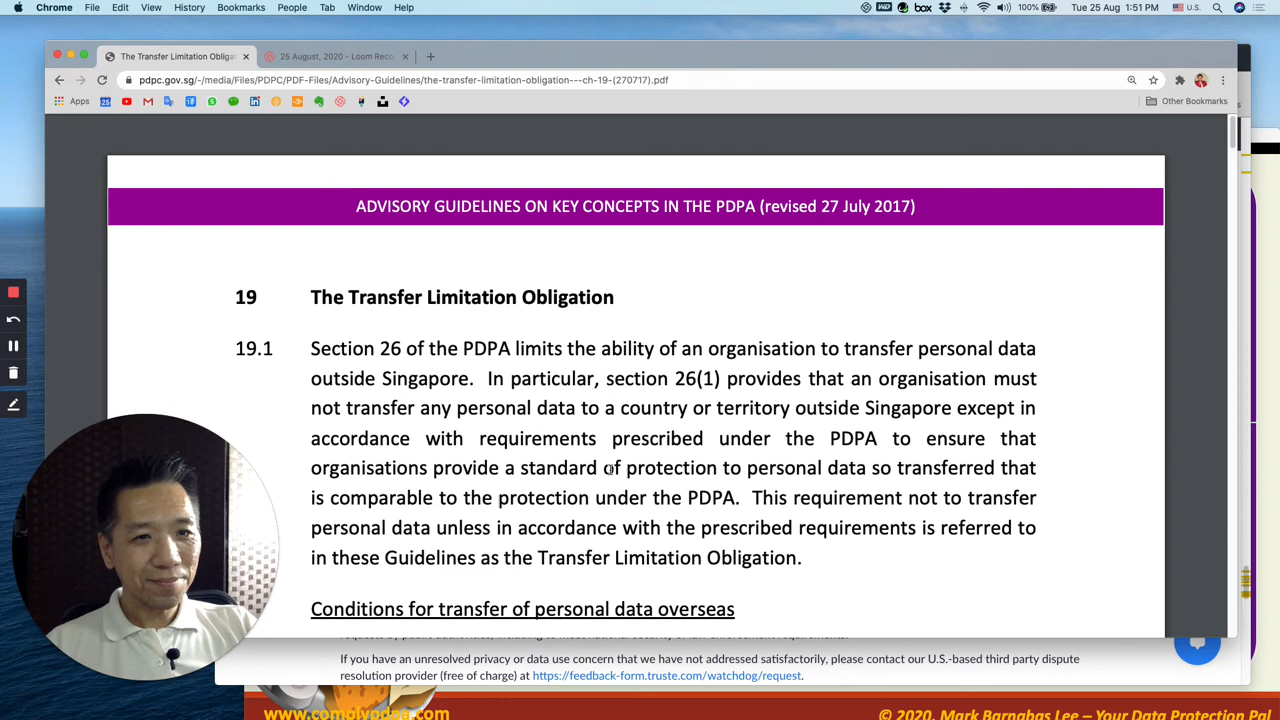 Chrome File Edit View History Bookmarks People Tab Window Help
WD box 100% Tue 25 Aug 1:51 PM U.S.
The Transfer Limitation Obliga × 25 August, 2020 - Loom Reco × +
pdpc.gov.sg/-/media/Files/PDPC/PDF-Files/Advisory-Guidelines/the-transfer-limitation-obligation---ch-19-(270717).pdf
Apps Other Bookmarks
ADVISORY GUIDELINES ON KEY CONCEPTS IN THE PDPA (revised 27 July 2017)
19 The Transfer Limitation Obligation
19.1 Section 26 of the PDPA limits the ability of an organisation to transfer personal data
outside Singapore. In particular, section 26(1) provides that an organisation must
not transfer any personal data to a country or territory outside Singapore except in
accordance with requirements prescribed under the PDPA to ensure that
organisations provide a standard of protection to personal data so transferred that
is comparable to the protection under the PDPA. This requirement not to transfer
personal data unless in accordance with the prescribed requirements is referred to
in these Guidelines as the Transfer Limitation Obligation.
Conditions for transfer of personal data overseas
If you have an unresolved privacy or data use concern that we have not addressed satisfactorily, please contact our U.S.-based third party dispute
resolution provider (free of charge) at https://feedback-form.truste.com/watchdog/request.
www.complypdpa.com
© 2020. Mark Barnabas Lee – Your Data Protection Pal